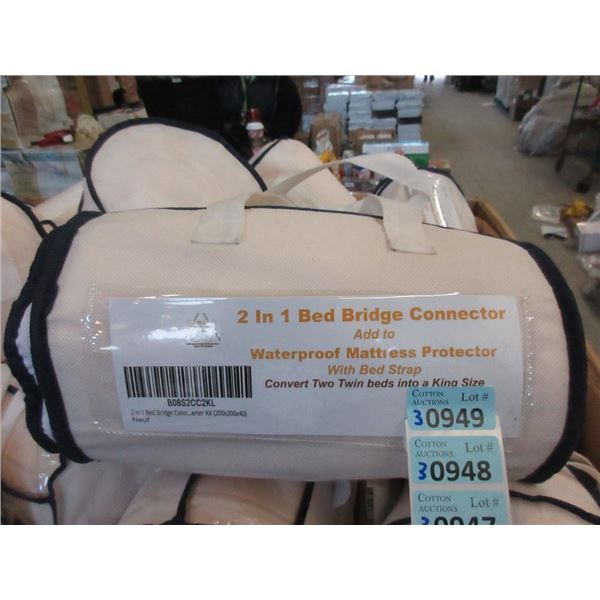 2 In 1 Bed Bridge Connector
Add to
Waterproof Mattress Protector
With Bed Strap
Convert Two Twin beds into a King Size
B08S2CC2KL
2 in 1 Bed Bridge Conn...erter Kit (200x200x40)
Neuf
COTTON AUCTIONS Lot #
30949
COTTON AUCTIONS Lot #
30948
COTTON AUCTIONS Lot #
30947